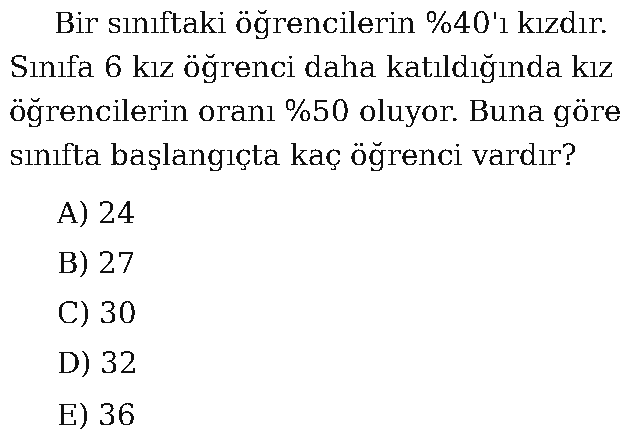 Bir sınıftaki öğrencilerin %40'ı kızdır.
Sınıfa 6 kız öğrenci daha katıldığında kız
öğrencilerin oranı %50 oluyor. Buna göre
sınıfta başlangıçta kaç öğrenci vardır?
A) 24
B) 27
C) 30
D) 32
E) 36